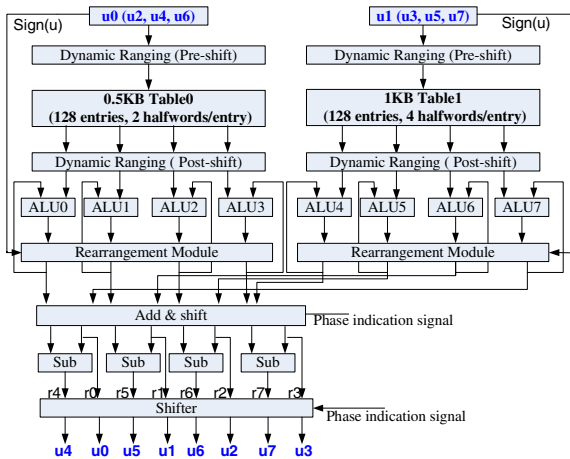 Sign(u)
u0 (u2, u4, u6)
u1 (u3, u5, u7)
Sign(u)
Dynamic Ranging (Pre-shift)
Dynamic Ranging (Pre-shift)
0.5KB Table0
(128 entries, 2 halfwords/entry)
1KB Table1
(128 entries, 4 halfwords/entry)
Dynamic Ranging ( Post-shift)
Dynamic Ranging ( Post-shift)
ALU0
ALU1
ALU2
ALU3
ALU4
ALU5
ALU6
ALU7
Rearrangement Module
Rearrangement Module
Add & shift
Phase indication signal
Sub
Sub
Sub
Sub
r4
r0
r5
r1
r6
r2
r7
r3
Shifter
Phase indication signal
u4
u0
u5
u1
u6
u2
u7
u3